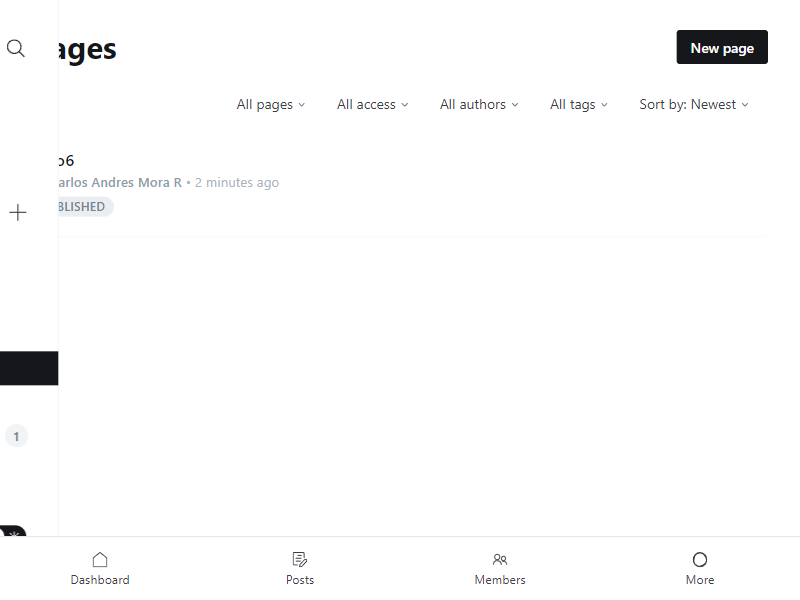 ages
New page
All pages All access All authors All tags Sort by: Newest
o6
arlos Andres Mora R • 2 minutes ago
BLISHED
1
Dashboard Posts Members More